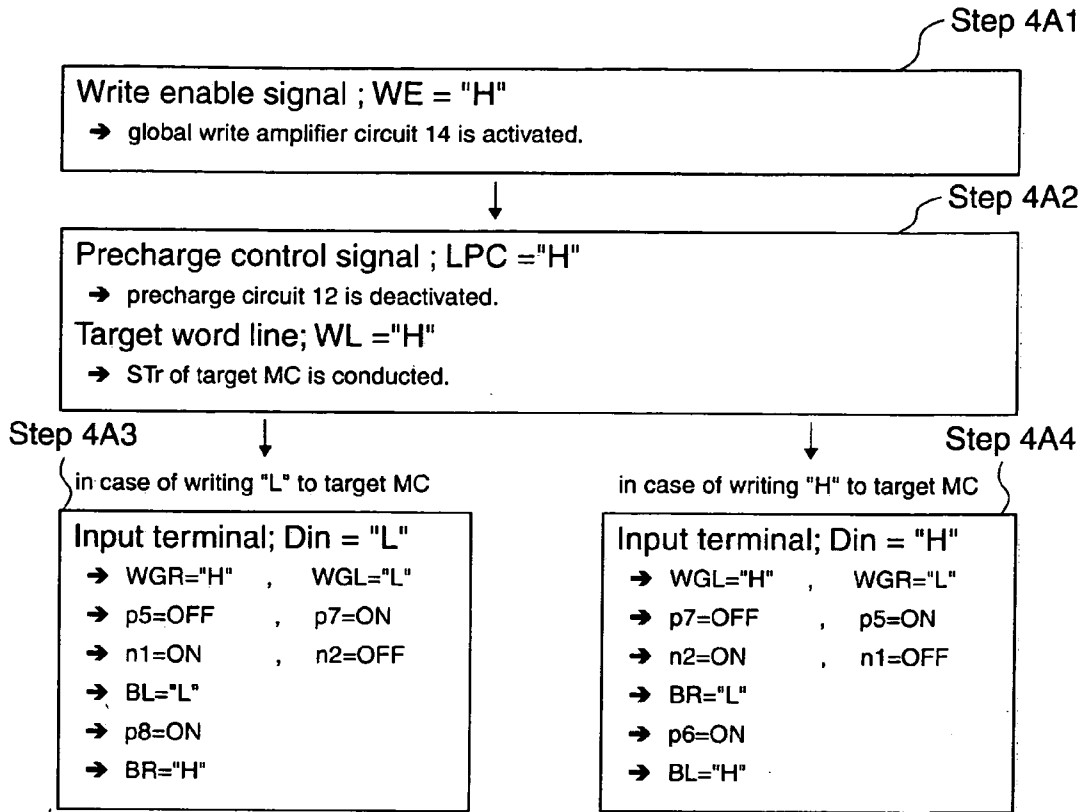 Step 4A1
Write enable signal ; WE = "H"
➔ global write amplifier circuit 14 is activated.
Step 4A2
Precharge control signal ; LPC ="H"
➔ precharge circuit 12 is deactivated.
Target word line; WL ="H"
➔ STr of target MC is conducted.
Step 4A3
in case of writing "L" to target MC
Input terminal; Din = "L"
➔ WGR="H" , WGL="L"
➔ p5=OFF , p7=ON
➔ n1=ON , n2=OFF
➔ BL="L"
➔ p8=ON
➔ BR="H"
Step 4A4
in case of writing "H" to target MC
Input terminal; Din = "H"
➔ WGL="H" , WGR="L"
➔ p7=OFF , p5=ON
➔ n2=ON , n1=OFF
➔ BR="L"
➔ p6=ON
➔ BL="H"